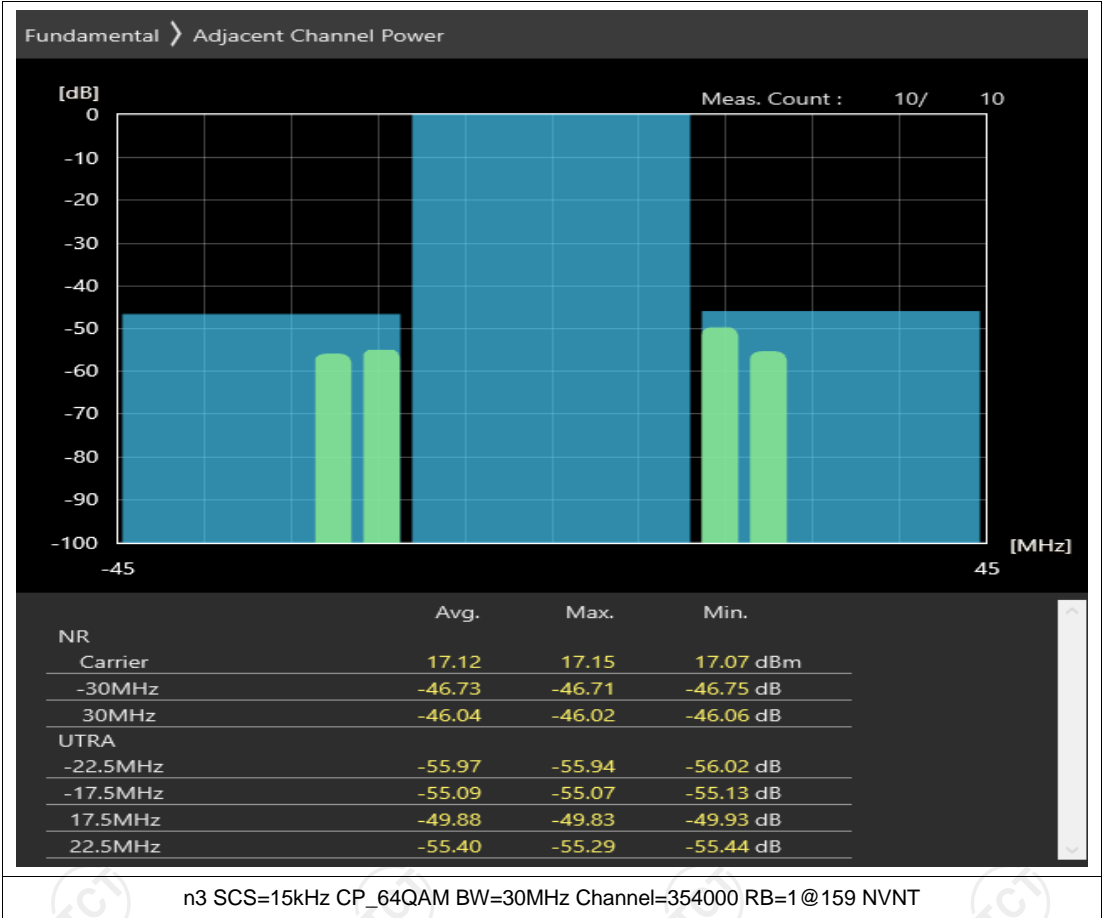 Fundamental ❯ Adjacent Channel Power
[dB]
Meas. Count : 10/ 10
0
-10
-20
-30
-40
-50
-60
-70
-80
-90
-100
[MHz]
-45 45
Avg. Max. Min.
NR
Carrier 17.12 17.15 17.07 dBm
-30MHz -46.73 -46.71 -46.75 dB
30MHz -46.04 -46.02 -46.06 dB
UTRA
-22.5MHz -55.97 -55.94 -56.02 dB
-17.5MHz -55.09 -55.07 -55.13 dB
17.5MHz -49.88 -49.83 -49.93 dB
22.5MHz -55.40 -55.29 -55.44 dB
TCT TCT TCT TCT
n3 SCS=15kHz CP_64QAM BW=30MHz Channel=354000 RB=1@159 NVNT